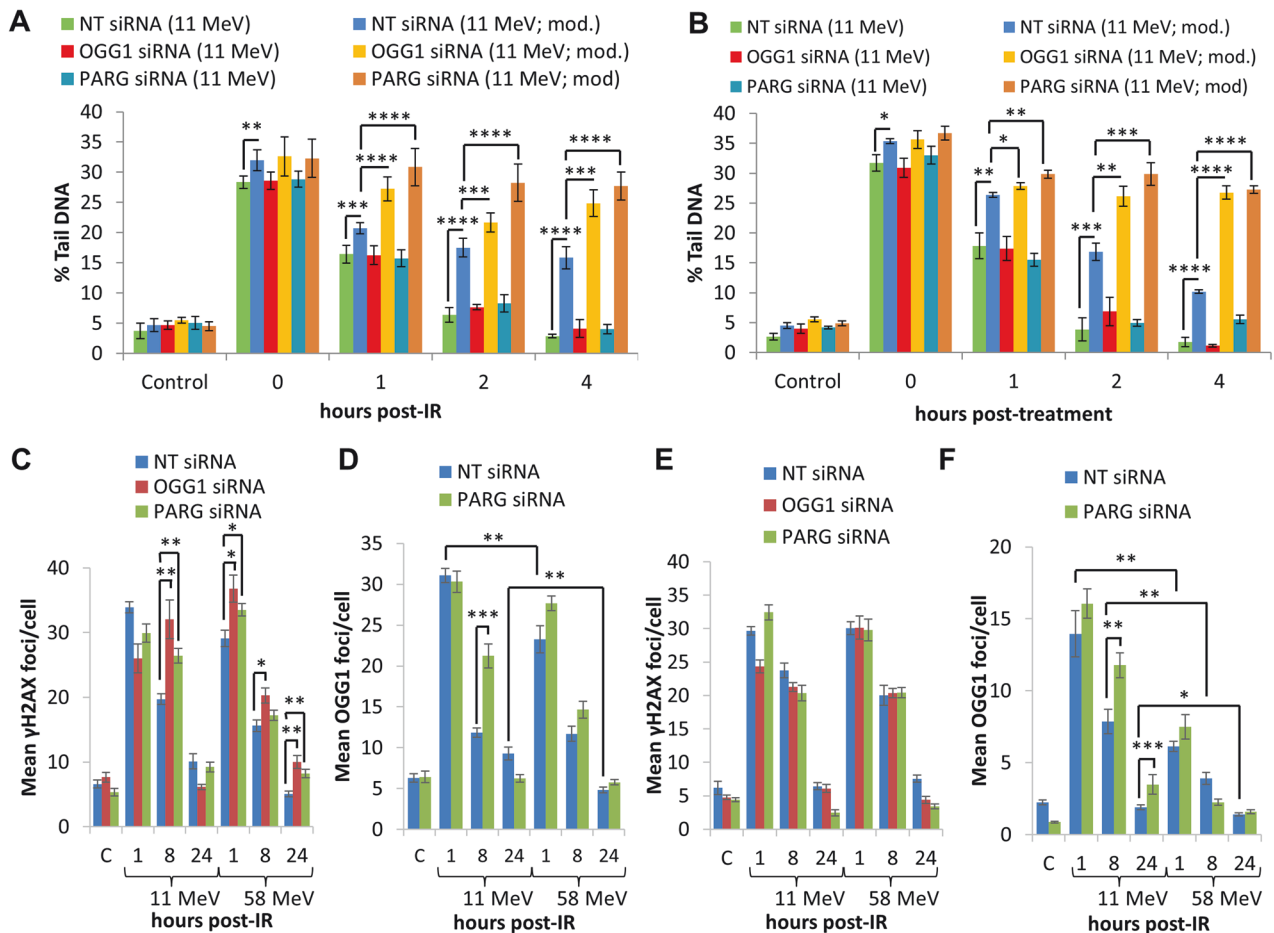 A
NT siRNA (11 MeV)
NT siRNA (11 MeV; mod.)
OGG1 siRNA (11 MeV)
OGG1 siRNA (11 MeV; mod.)
PARG siRNA (11 MeV)
PARG siRNA (11 MeV; mod)
% Tail DNA
40
35
30
25
20
15
10
5
0
**
***
****
****
****
***
****
****
***
****
Control
0
1
2
4
hours post-IR
B
NT siRNA (11 MeV)
NT siRNA (11 MeV; mod.)
OGG1 siRNA (11 MeV)
OGG1 siRNA (11 MeV; mod.)
PARG siRNA (11 MeV)
PARG siRNA (11 MeV; mod)
% Tail DNA
40
35
30
25
20
15
10
5
0
*
**
*
**
***
**
***
****
****
****
Control
0
1
2
4
hours post-treatment
C
NT siRNA
OGG1 siRNA
PARG siRNA
Mean γH2AX foci/cell
40
30
20
10
0
**
**
*
*
*
**
**
C 1 8 24 1 8 24
11 MeV 58 MeV
hours post-IR
D
NT siRNA
PARG siRNA
Mean OGG1 foci/cell
35
30
25
20
15
10
5
0
**
**
***
C 1 8 24 1 8 24
11 MeV 58 MeV
hours post-IR
E
NT siRNA
OGG1 siRNA
PARG siRNA
Mean γH2AX foci/cell
40
35
30
25
20
15
10
5
0
C 1 8 24 1 8 24
11 MeV 58 MeV
hours post-IR
F
NT siRNA
PARG siRNA
Mean OGG1 foci/cell
20
15
10
5
0
**
**
**
*
***
C 1 8 24 1 8 24
11 MeV 58 MeV
hours post-IR